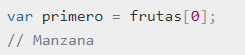 var primero = frutas[0];
// Manzana